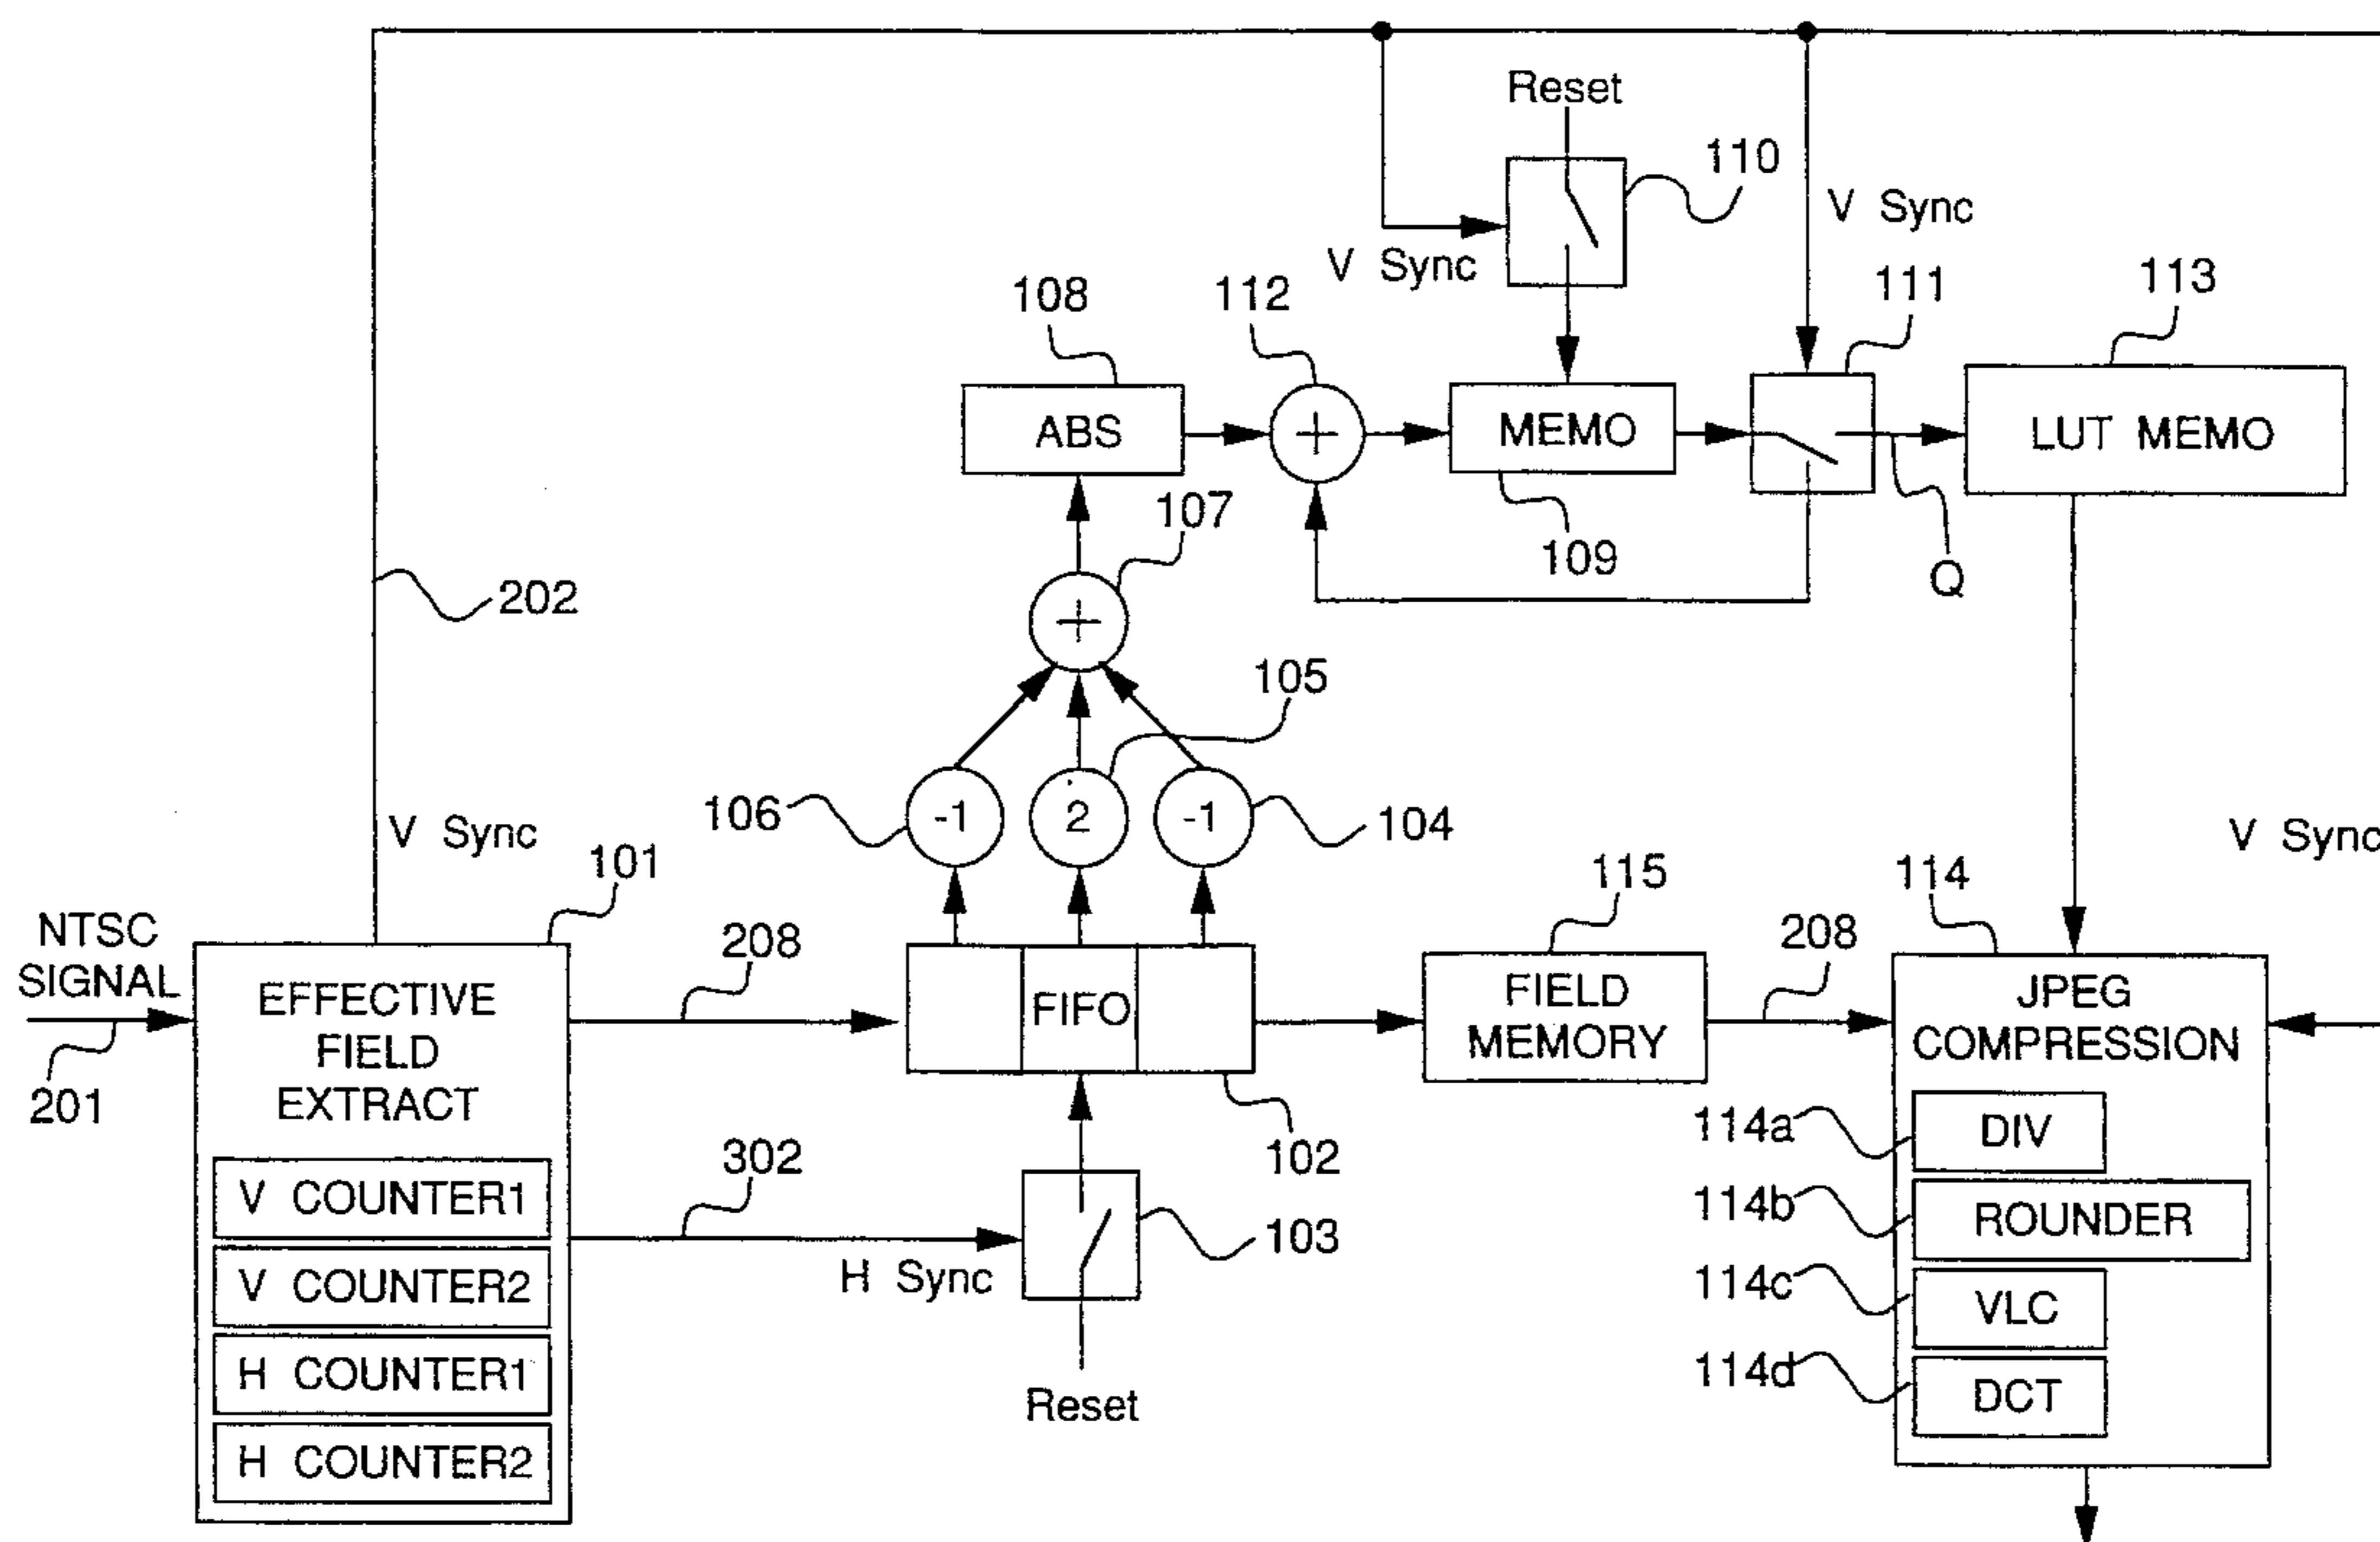 Reset
110
V Sync
V Sync
108
112
111
113
ABS
+
MEMO
LUT MEMO
107
109
Q
202
+
105
106
-1
2
-1
104
V Sync
V Sync
101
115
114
NTSC
SIGNAL
208
208
EFFECTIVE
FIELD
EXTRACT
FIFO
FIELD
MEMORY
JPEG
COMPRESSION
201
302
102
114a
DIV
V COUNTER1
114b
ROUNDER
H Sync
103
V COUNTER2
114c
VLC
H COUNTER1
114d
DCT
Reset
H COUNTER2